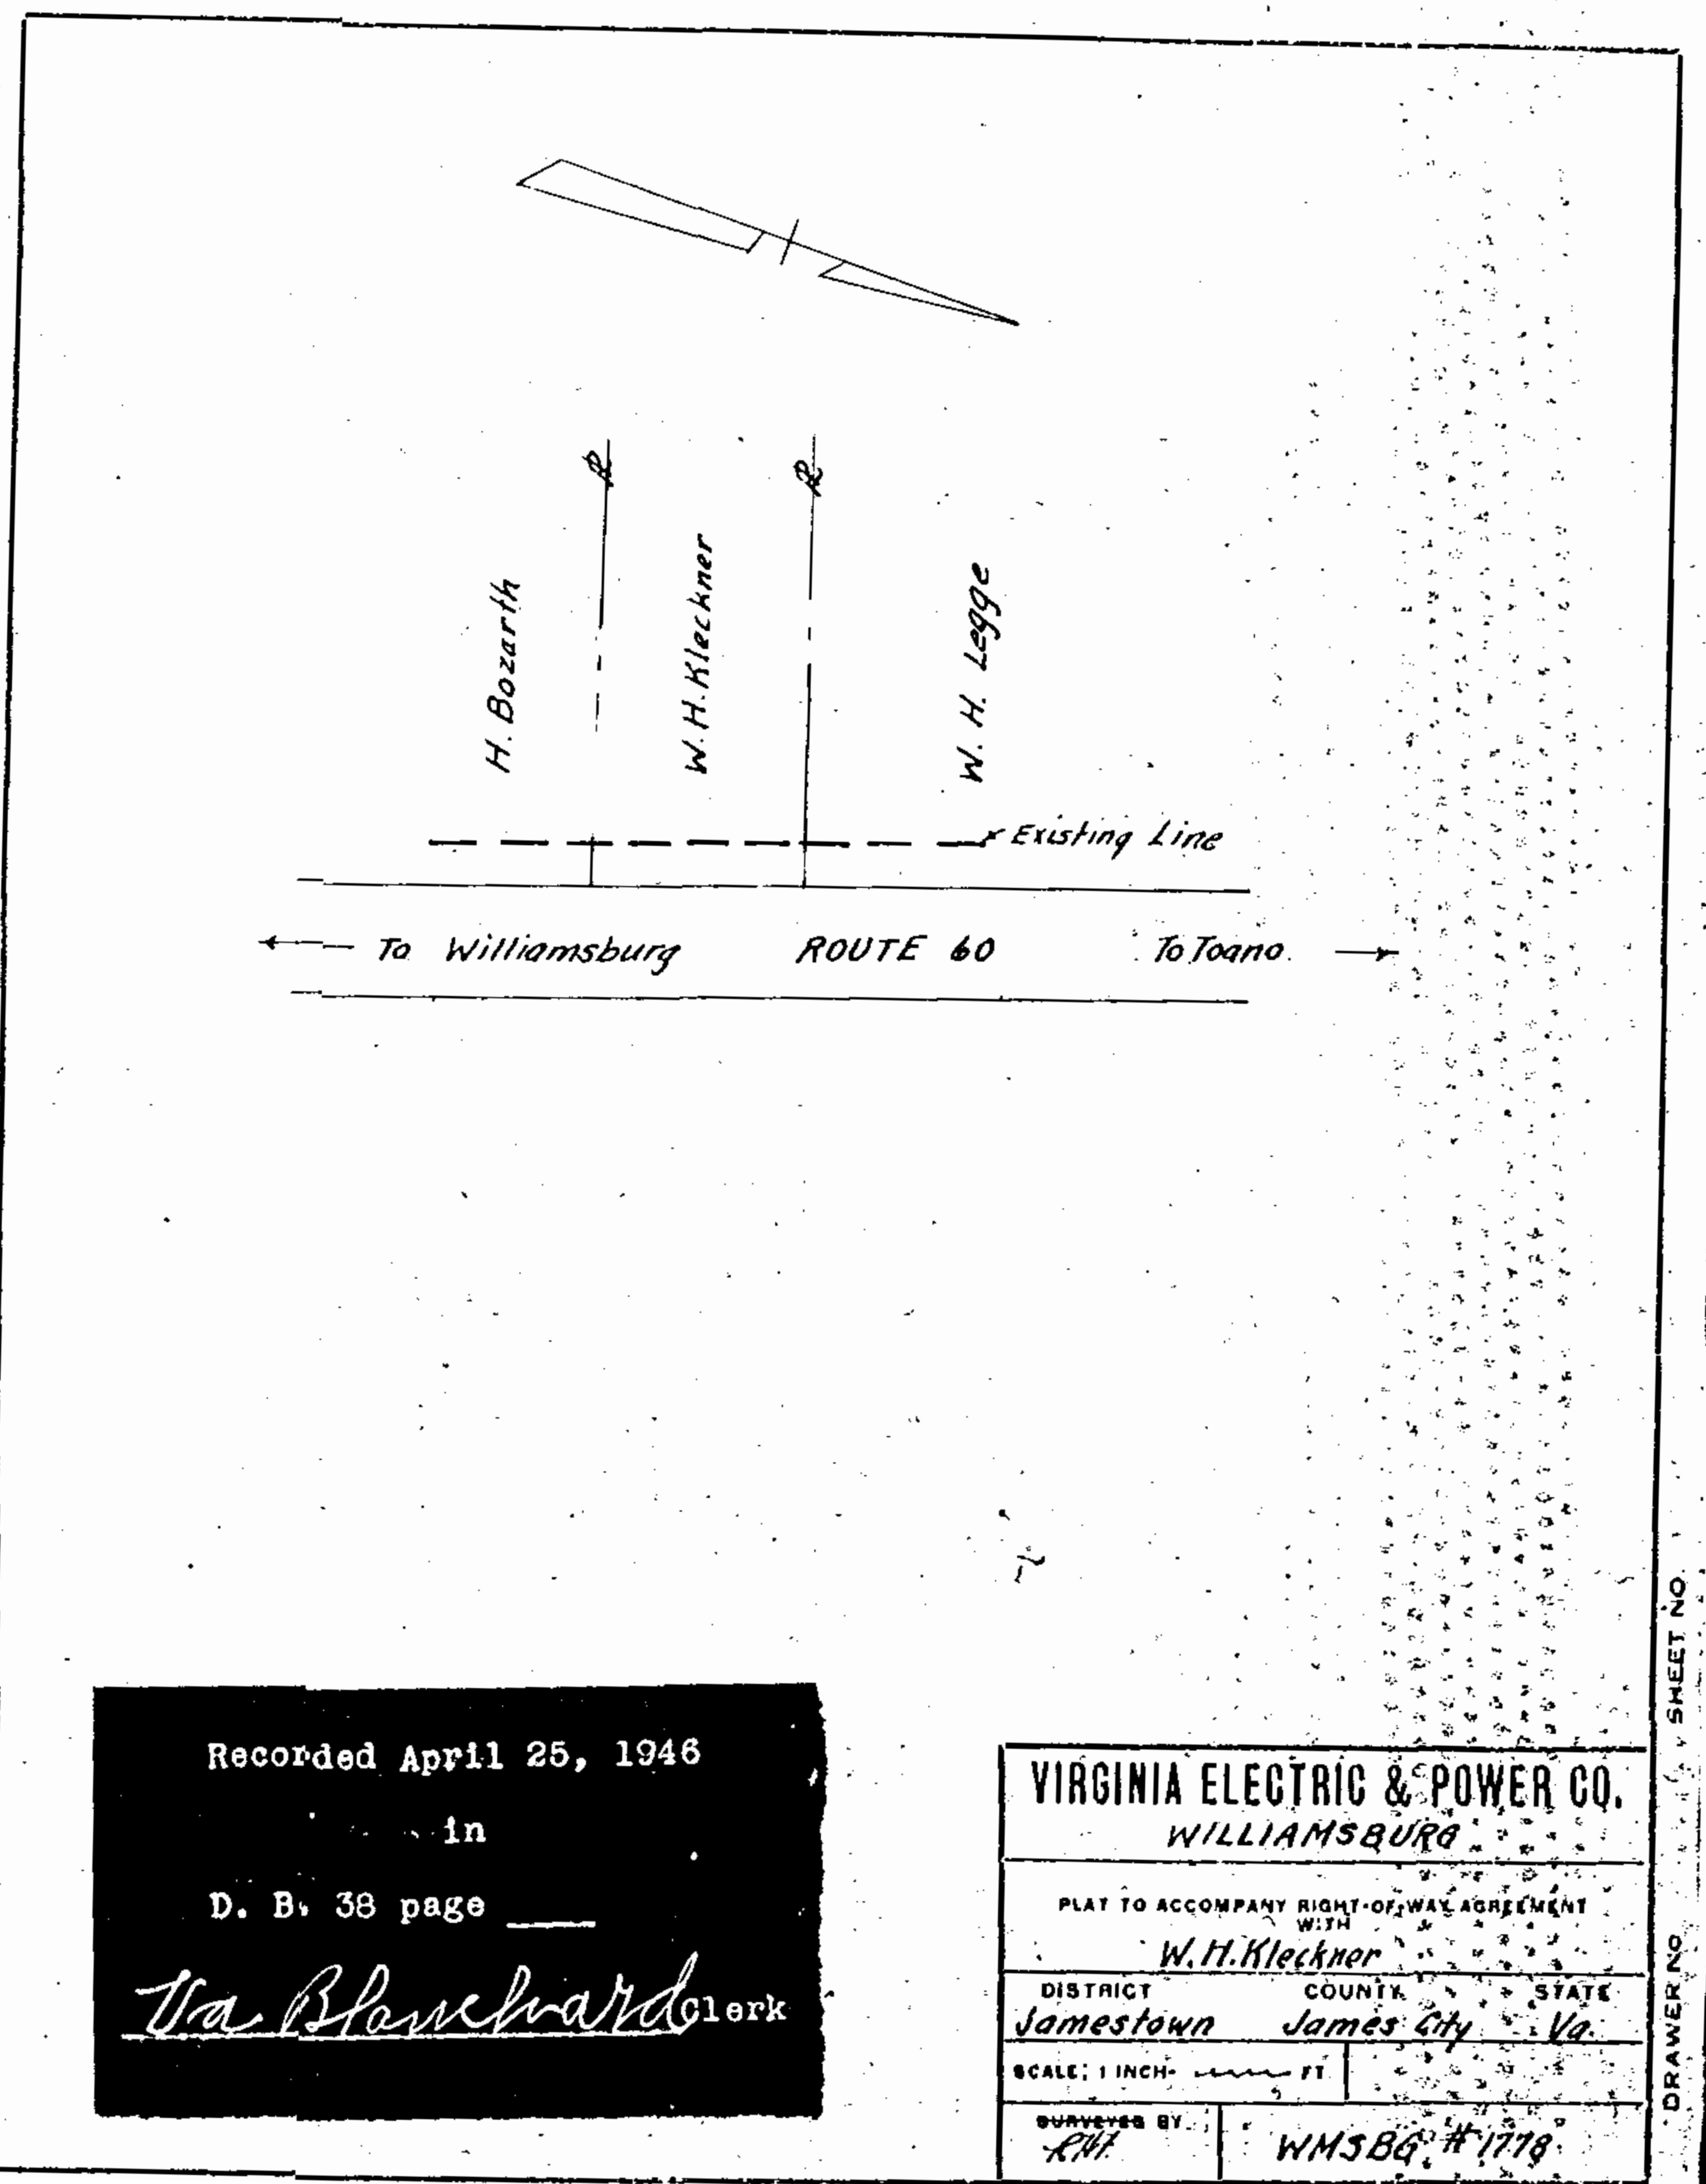 H. Bozarth
W.H. Kleckner
W. H. Legge
Existing Line
To Williamsburg ROUTE 60 To Toano.
Recorded April 25, 1946
in
D. B. 38 page ____
Va Blanchard Clerk
VIRGINIA ELECTRIC & POWER CO.
WILLIAMSBURG
PLAT TO ACCOMPANY RIGHT-OF-WAY AGREEMENT
WITH
W.H. Kleckner
DISTRICT COUNTY STATE
Jamestown James City Va.
SCALE: 1 INCH- FT
SURVEYED BY
WMSBG. #1778
DRAWER NO. SHEET NO.